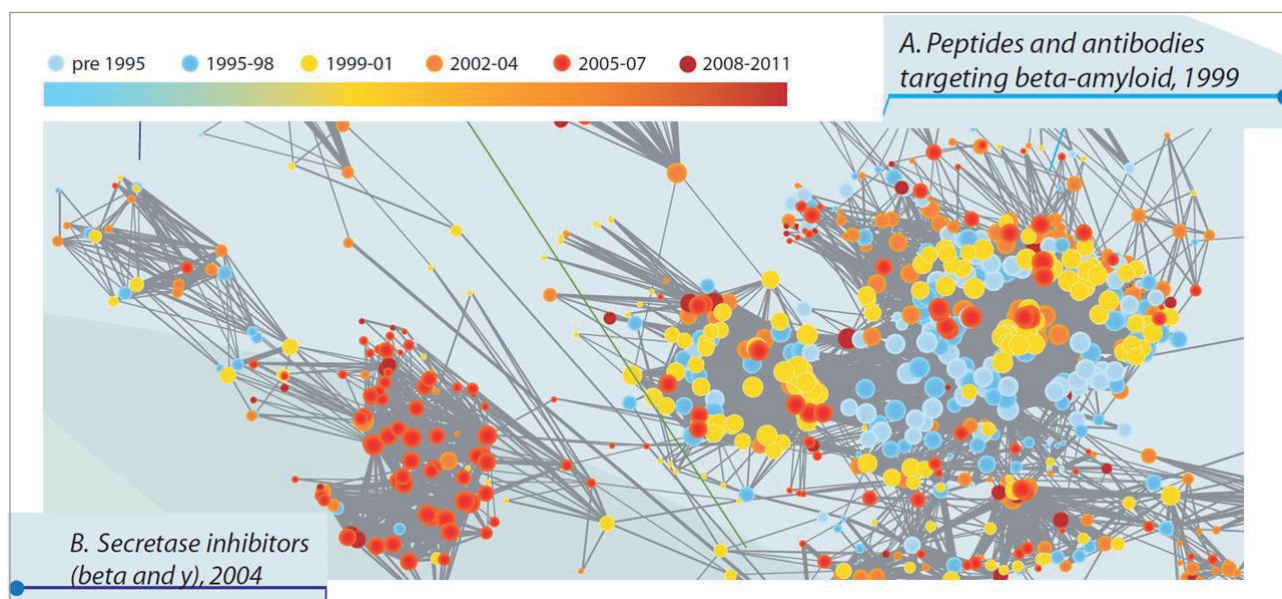 pre 1995
1995-98
1999-01
2002-04
2005-07
2008-2011
A. Peptides and antibodies
targeting beta-amyloid, 1999
B. Secretase inhibitors
(beta and y), 2004